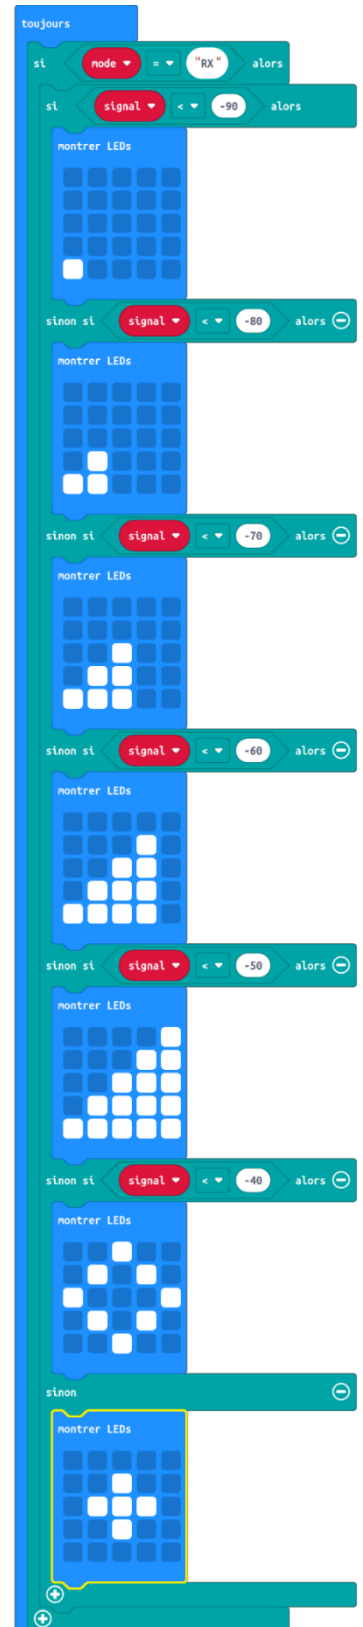 toujours
si mode = "RX" alors
si signal < -90 alors
montrer LEDs
sinon si signal < -80 alors
montrer LEDs
sinon si signal < -70 alors
montrer LEDs
sinon si signal < -60 alors
montrer LEDs
sinon si signal < -50 alors
montrer LEDs
sinon si signal < -40 alors
montrer LEDs
sinon
montrer LEDs